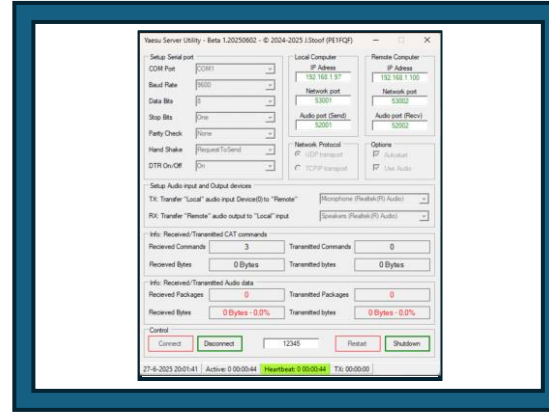 Yaesu Server Utility - Beta 1.20250602 - © 2024-2025 J.Stoof (PE1FQF)
Setup Serial port
COM Port COM1
Baud Rate 9600
Data Bits 8
Stop Bits One
Party Check None
Hand Shake RequestToSend
DTR On/Off On
Local Computer
IP Adress
192.168.1.97
Network port
53001
Audio port (Send)
52001
Remote Computer
IP Adress
192.168.1.100
Network port
53002
Audio port (Recv)
52002
Network Protocol
UDP transport
TCP/IP transport
Options
Autostart
Use Audio
Setup Audio input and Output devices
TX: Transfer "Local" audio input Device(0) to "Remote" Microphone (Realtek(R) Audio)
RX: Transfer "Remote" audio output to "Local" input Speakers (Realtek(R) Audio)
Info: Received/Transmitted CAT commands
Recieved Commands 3 Transmitted Commands 0
Recieved Bytes 0 Bytes Transmitted bytes 0 Bytes
Info: Received/Transmitted Audio data
Recieved Packages 0 Transmitted Packages 0
Recieved Bytes 0 Bytes - 0.0% Transmitted bytes 0 Bytes - 0.0%
Control
Connect Disconnect 12345 Restart Shutdown
27-6-2025 20:01:41 Active: 0 00:00:44 Heartbeat: 0 00:00:44 TX: 00:00:00